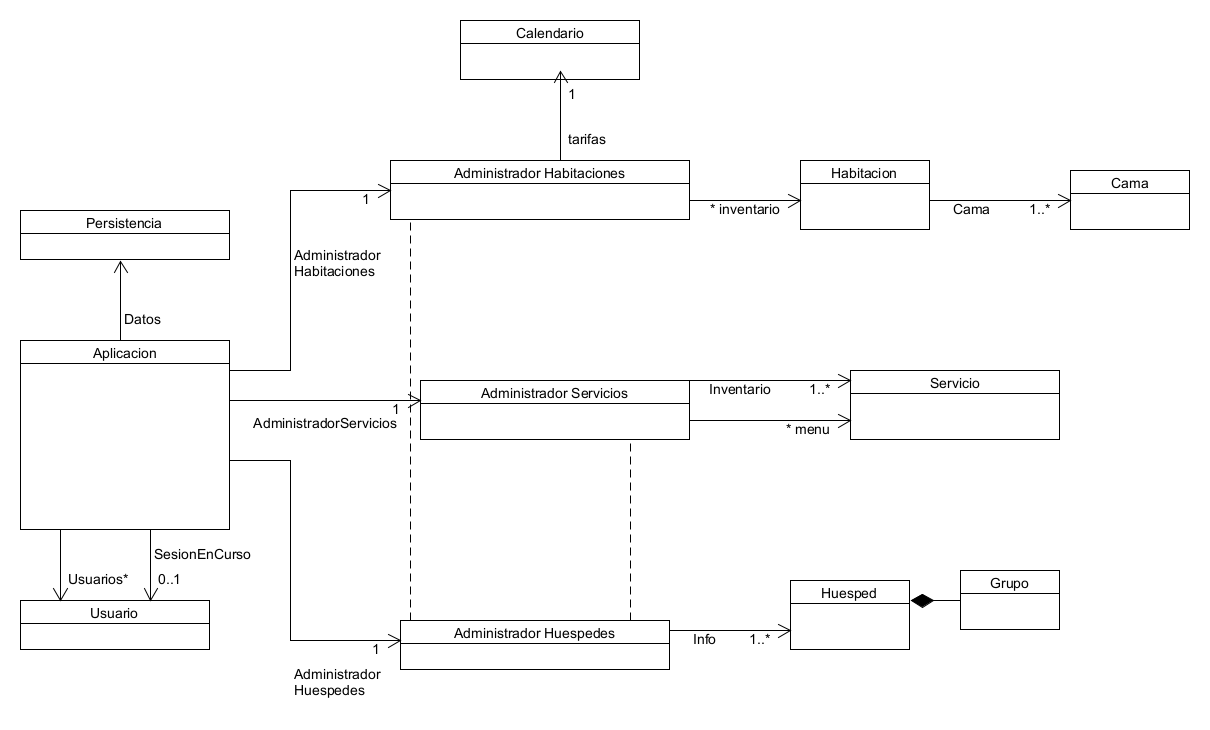 Calendario
1
tarifas
Administrador Habitaciones
1
* inventario
Habitacion
Cama
1..*
Cama
Persistencia
Administrador
Habitaciones
Datos
Aplicacion
1
AdministradorServicios
Administrador Servicios
Inventario
1..*
* menu
Servicio
SesionEnCurso
Usuarios*
0..1
Usuario
1
Administrador
Huespedes
Administrador Huespedes
Info
1..*
Huesped
Grupo